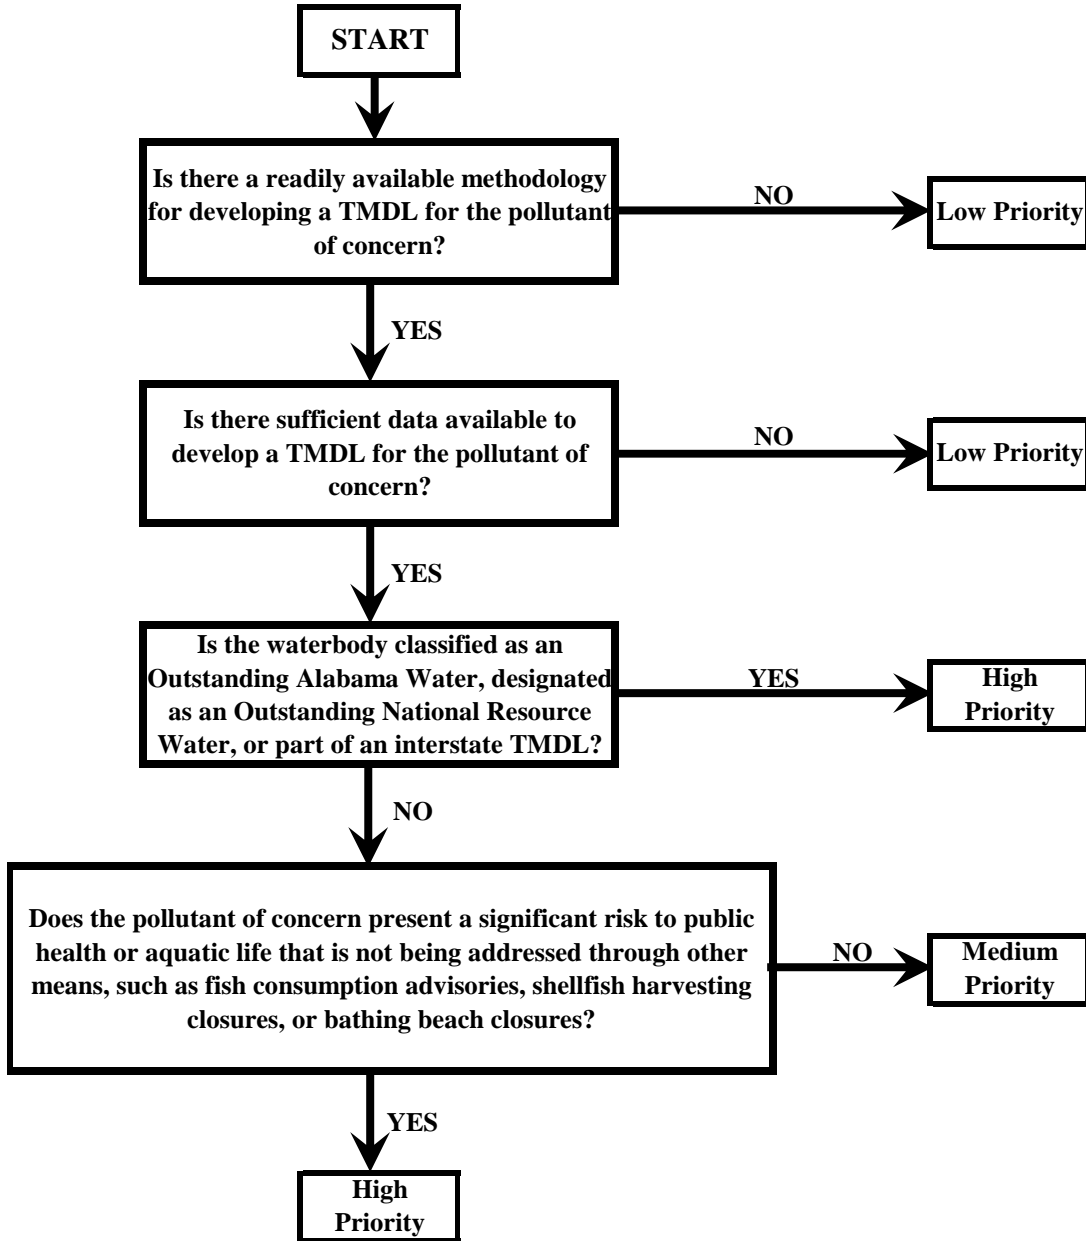 START
Is there a readily available methodology
for developing a TMDL for the pollutant
of concern?
NO
Low Priority
YES
Is there sufficient data available to
develop a TMDL for the pollutant of
concern?
NO
Low Priority
YES
Is the waterbody classified as an
Outstanding Alabama Water, designated
as an Outstanding National Resource
Water, or part of an interstate TMDL?
YES
High
Priority
NO
Does the pollutant of concern present a significant risk to public
health or aquatic life that is not being addressed through other
means, such as fish consumption advisories, shellfish harvesting
closures, or bathing beach closures?
NO
Medium
Priority
YES
High
Priority